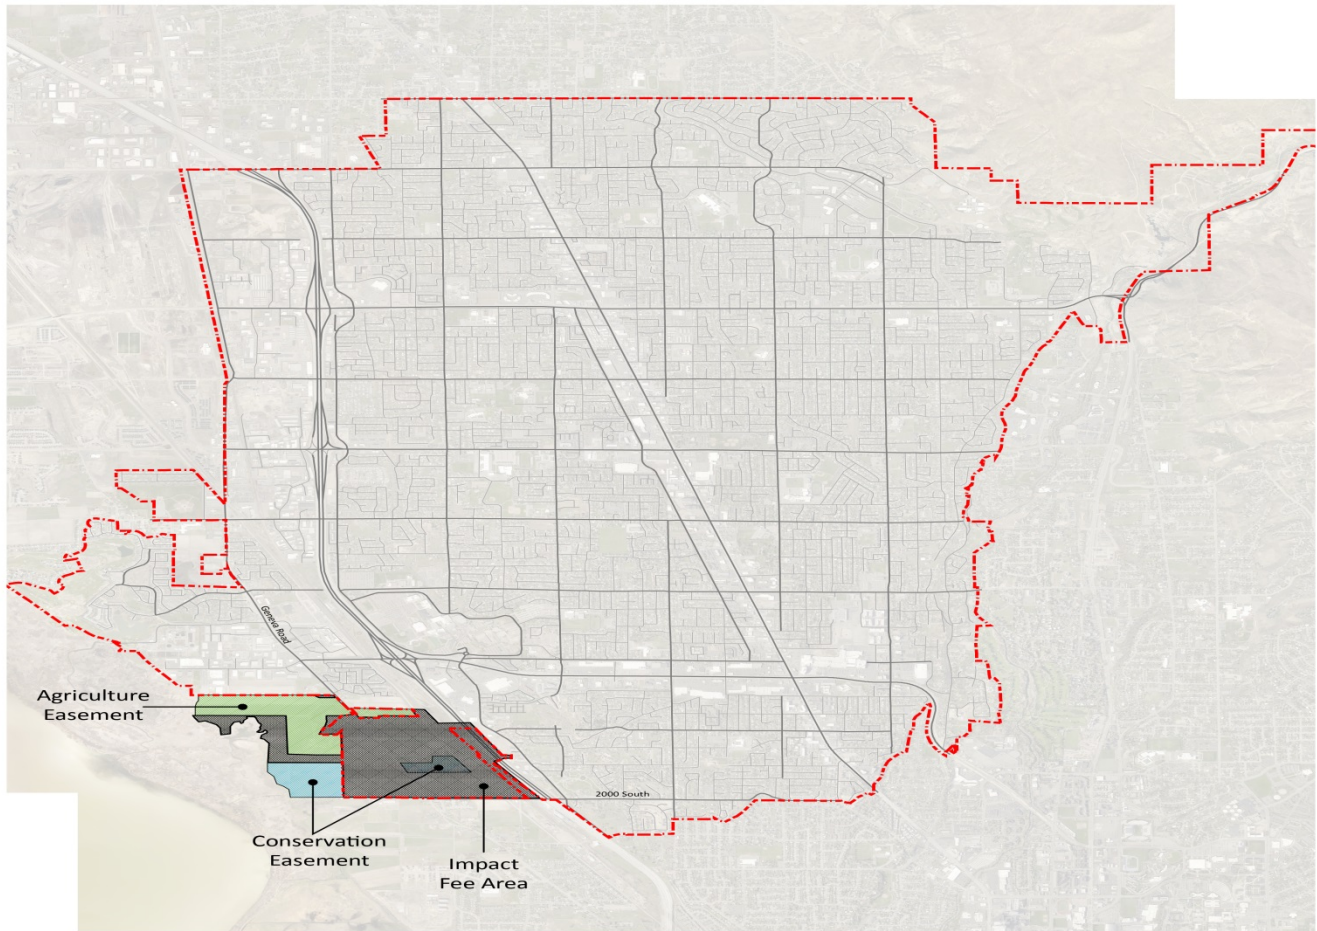 Geneva Road
Agriculture
Easement
2000 South
Conservation
Easement
Impact
Fee Area